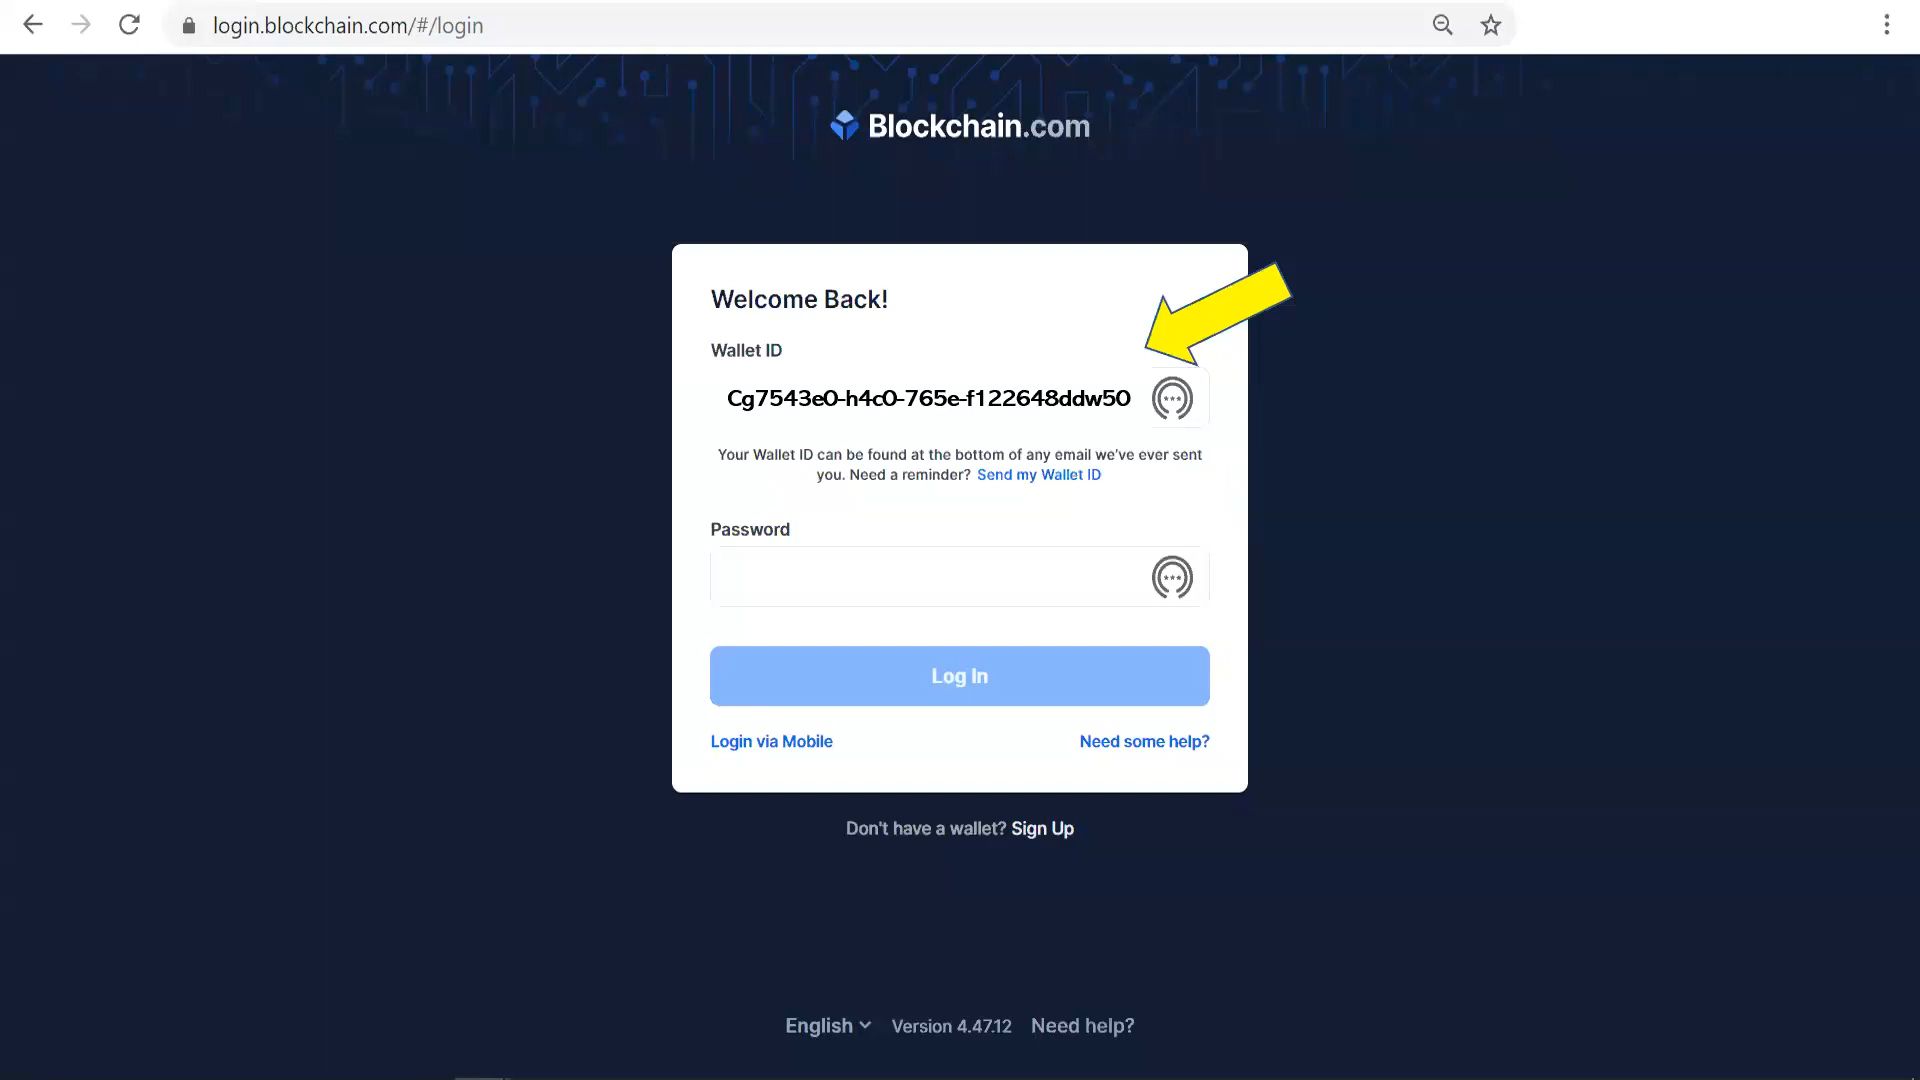 login.blockchain.com/#/login
Blockchain.com
Welcome Back!
Wallet ID
Cg7543e0-h4c0-765e-f122648ddw50
Your Wallet ID can be found at the bottom of any email we've ever sent
you. Need a reminder? Send my Wallet ID
Password
Log In
Login via Mobile
Need some help?
Don't have a wallet? Sign Up
English Version 4.47.12 Need help?